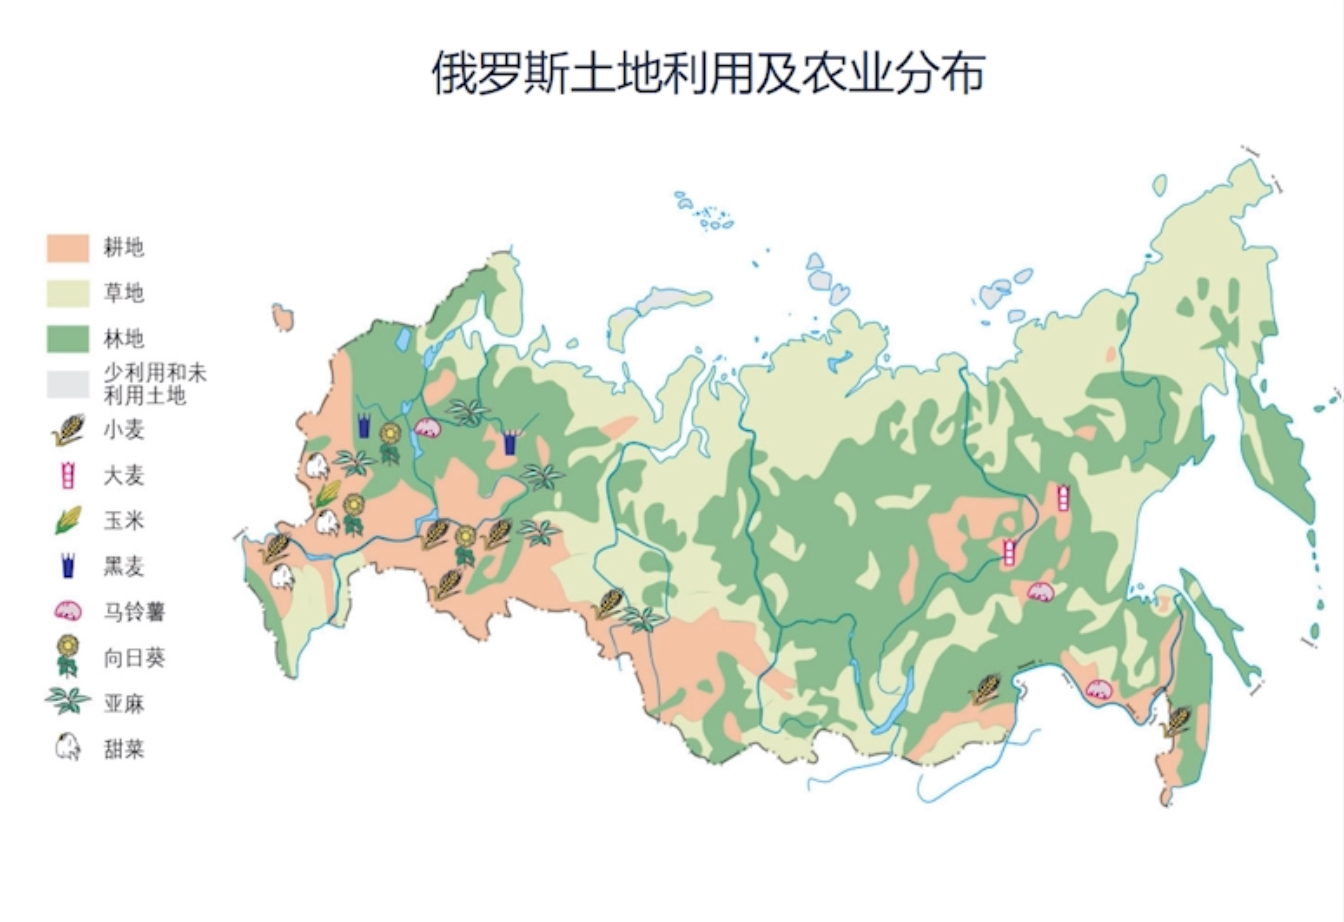 俄罗斯土地利用及农业分布
耕地
草地
林地
少利用和未
利用土地
小麦
大麦
玉米
黑麦
马铃薯
向日葵
亚麻
甜菜